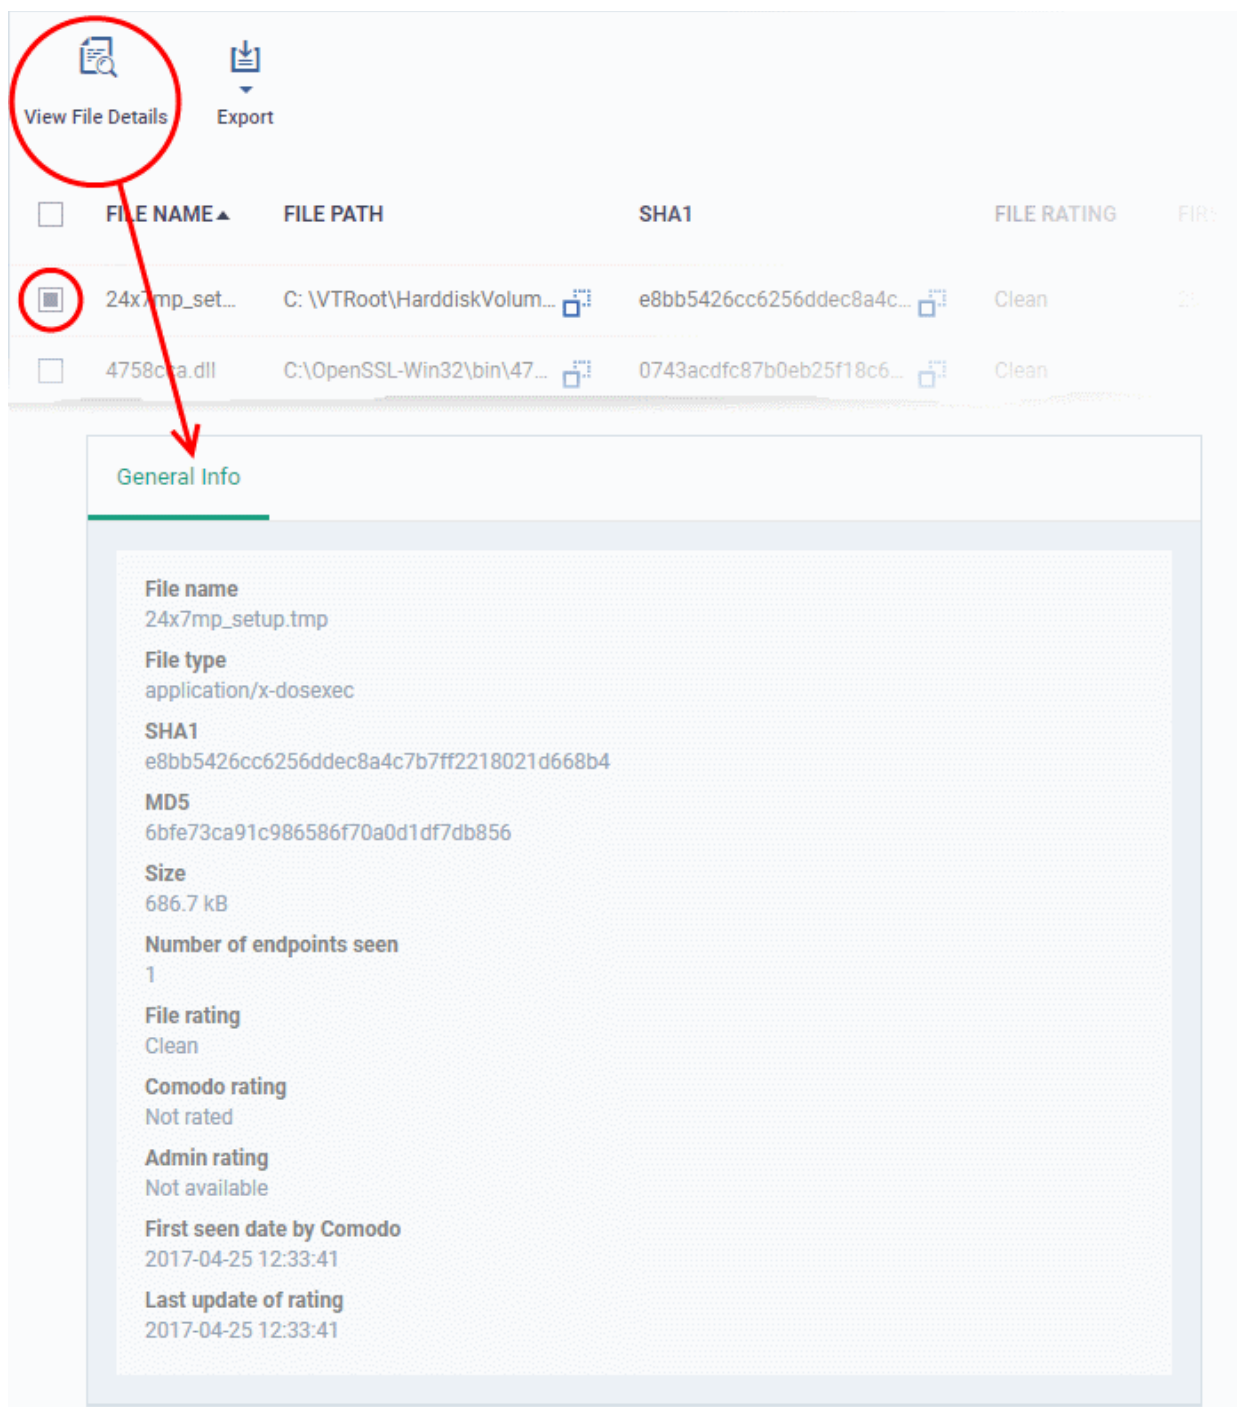 View File Details
Export
FILE NAME FILE PATH SHA1 FILE RATING
24x7mp_set... C: \VTRoot\HarddiskVolum... e8bb5426cc6256ddec8a4c... Clean
4758cca.dll C:\OpenSSL-Win32\bin\47... 0743acdfc87b0eb25f18c6... Clean
General Info
File name
24x7mp_setup.tmp
File type
application/x-dosexec
SHA1
e8bb5426cc6256ddec8a4c7b7ff2218021d668b4
MD5
6bfe73ca91c986586f70a0d1df7db856
Size
686.7 kB
Number of endpoints seen
1
File rating
Clean
Comodo rating
Not rated
Admin rating
Not available
First seen date by Comodo
2017-04-25 12:33:41
Last update of rating
2017-04-25 12:33:41